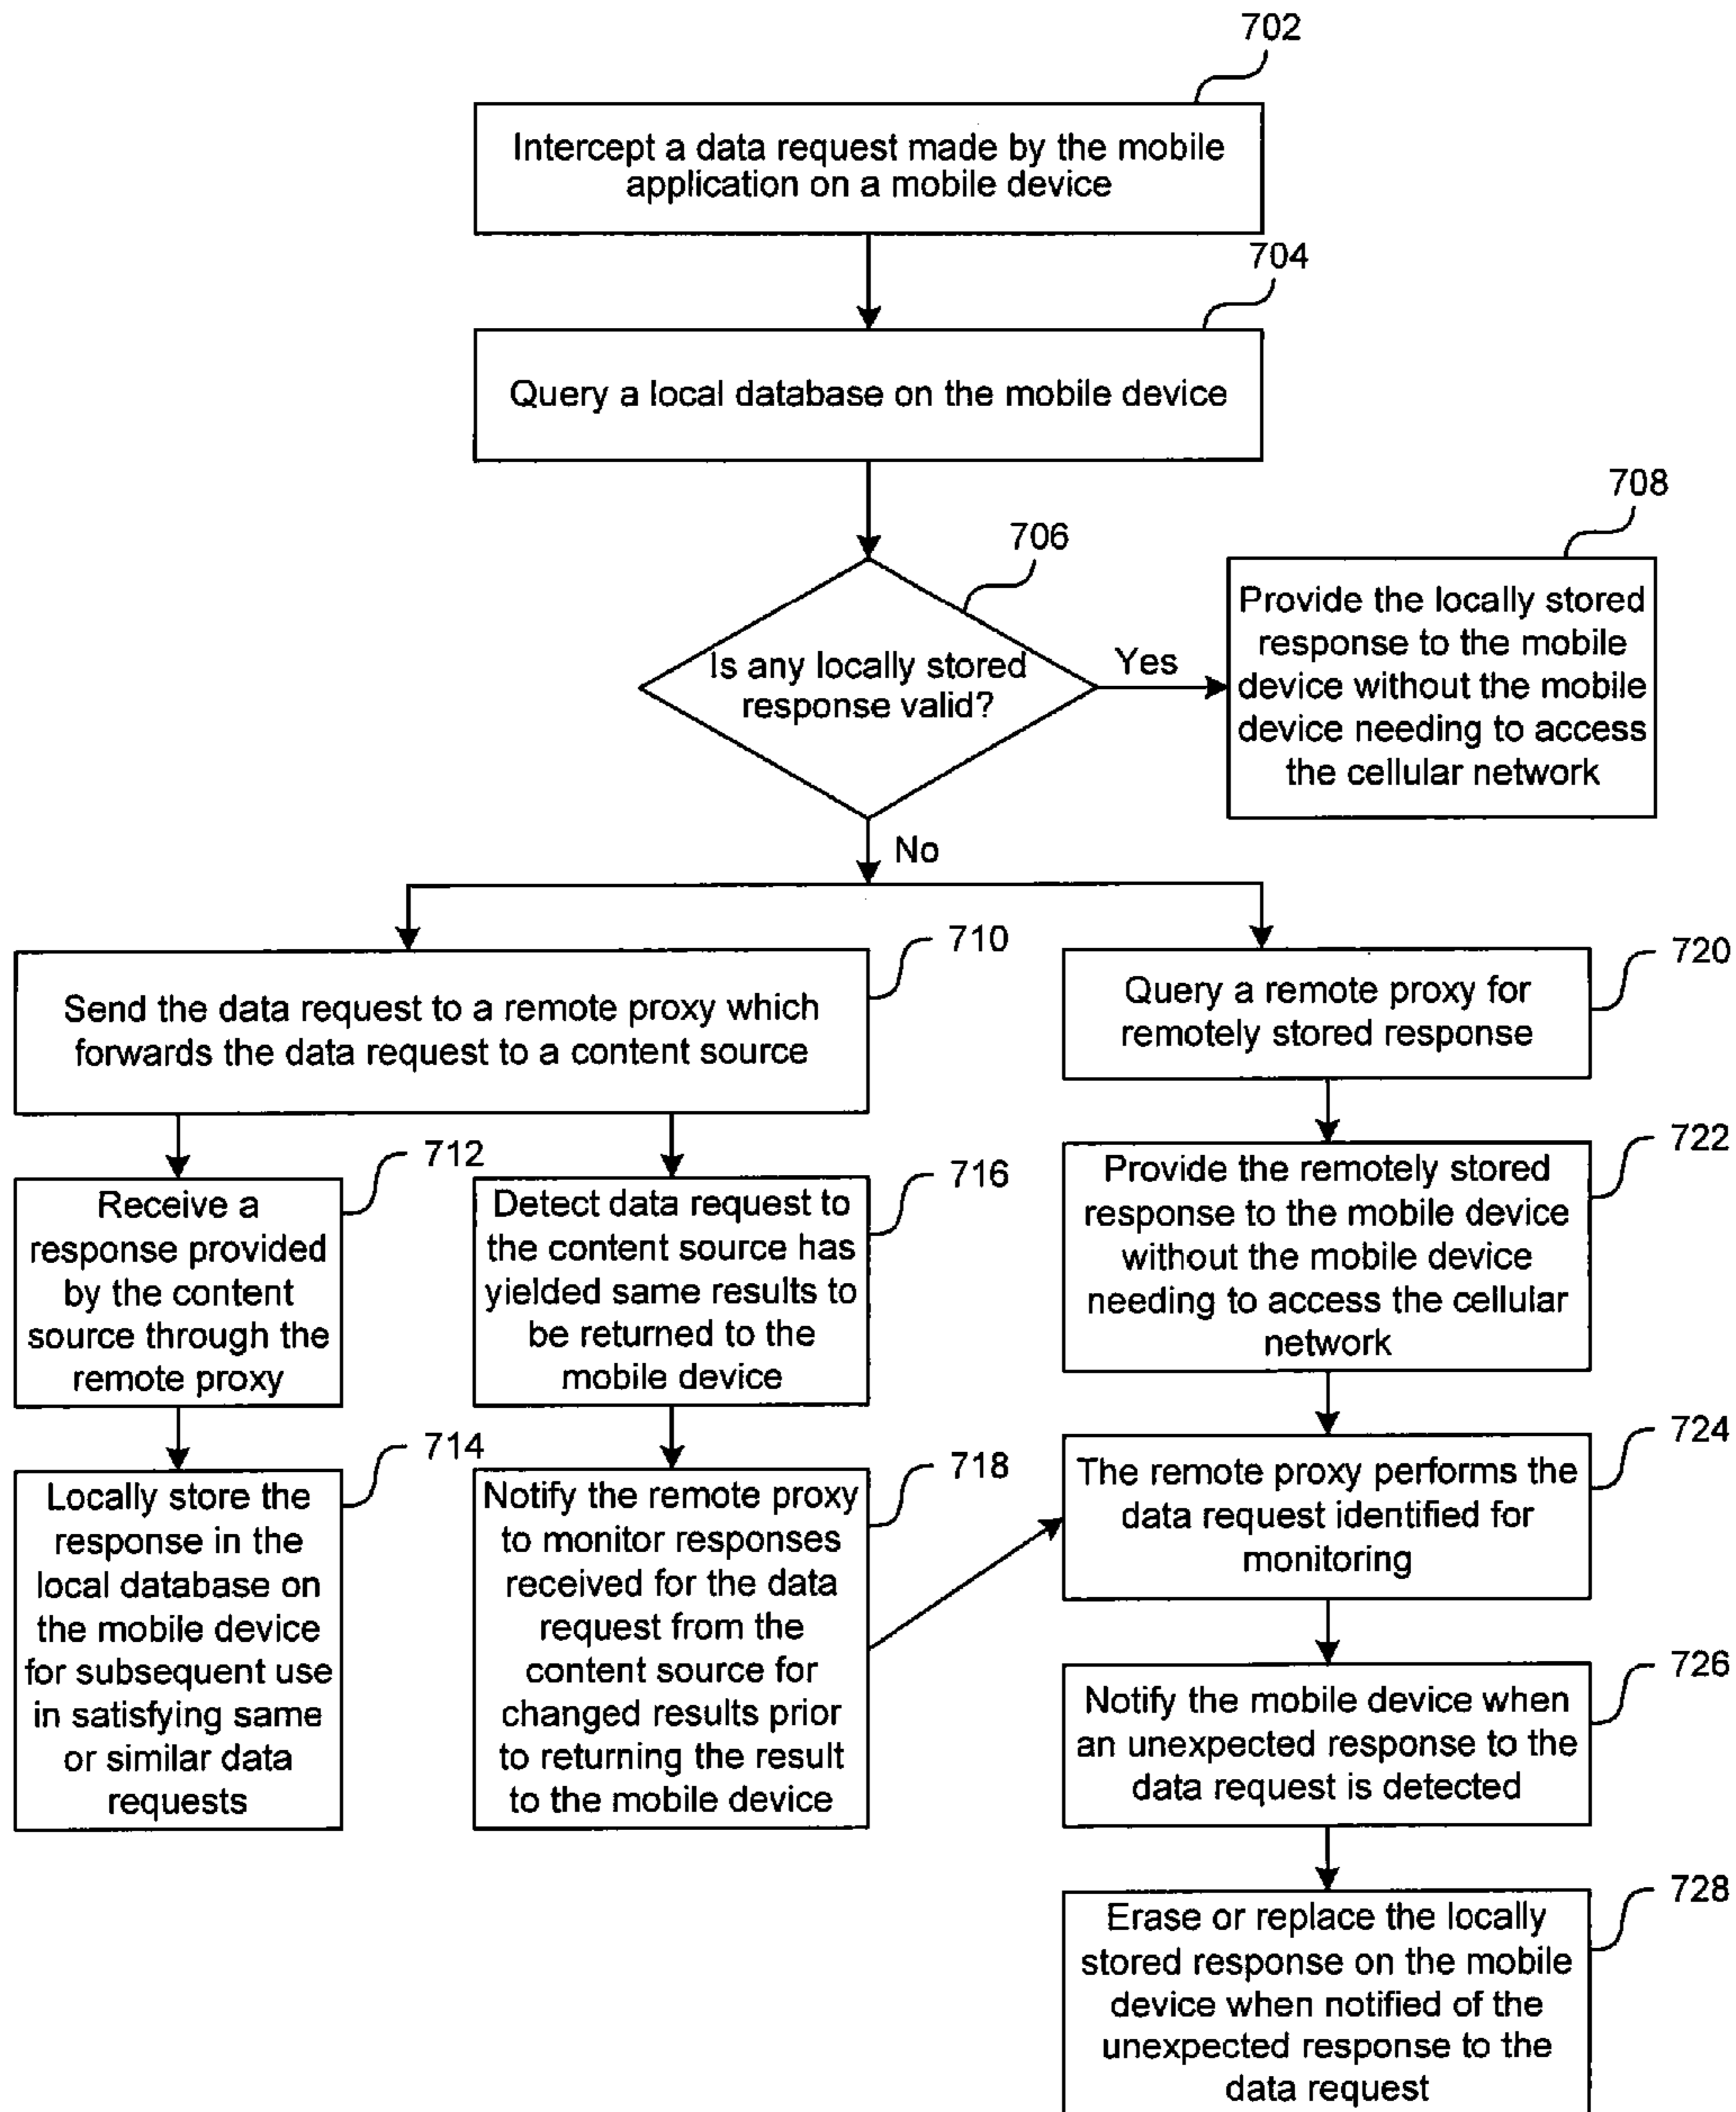 702
Intercept a data request made by the mobile
application on a mobile device
704
Query a local database on the mobile device
706
Is any locally stored
response valid?
Yes
708
Provide the locally stored
response to the mobile
device without the mobile
device needing to access
the cellular network
No
710
Send the data request to a remote proxy which
forwards the data request to a content source
712
Receive a
response provided
by the content
source through the
remote proxy
714
Locally store the
response in the
local database on
the mobile device
for subsequent use
in satisfying same
or similar data
requests
716
Detect data request to
the content source has
yielded same results to
be returned to the
mobile device
718
Notify the remote proxy
to monitor responses
received for the data
request from the
content source for
changed results prior
to returning the result
to the mobile device
720
Query a remote proxy for
remotely stored response
722
Provide the remotely stored
response to the mobile device
without the mobile device
needing to access the cellular
network
724
The remote proxy performs the
data request identified for
monitoring
726
Notify the mobile device when
an unexpected response to the
data request is detected
728
Erase or replace the locally
stored response on the mobile
device when notified of the
unexpected response to the
data request